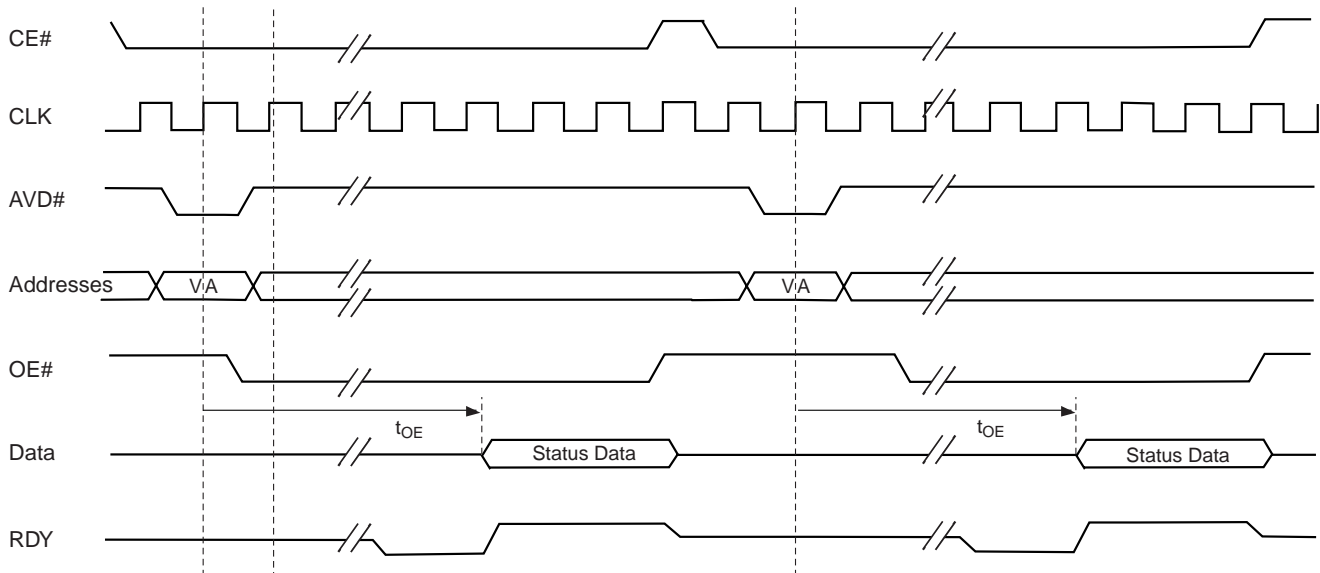 CE#
CLK
AVD#
Addresses
VA
VA
OE#
tOE
tOE
Data
Status Data
Status Data
RDY